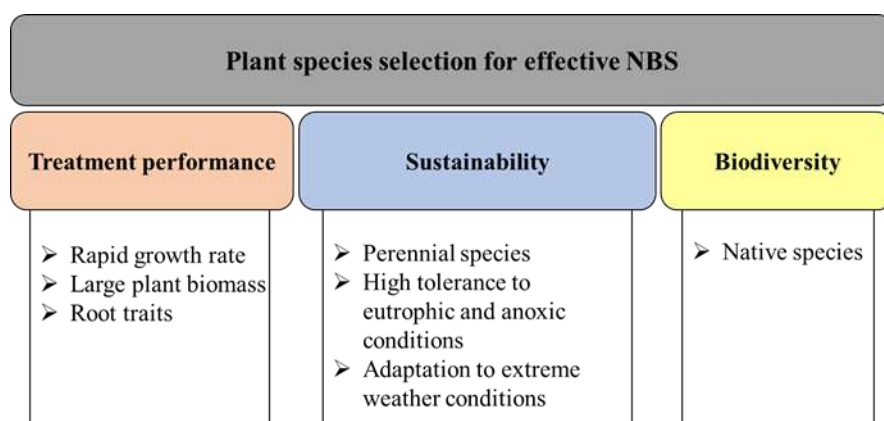 Plant species selection for effective NBS
Treatment performance
Sustainability
Biodiversity
➢ Rapid growth rate
➢ Large plant biomass
➢ Root traits
➢ Perennial species
➢ High tolerance to
eutrophic and anoxic
conditions
➢ Adaptation to extreme
weather conditions
➢ Native species